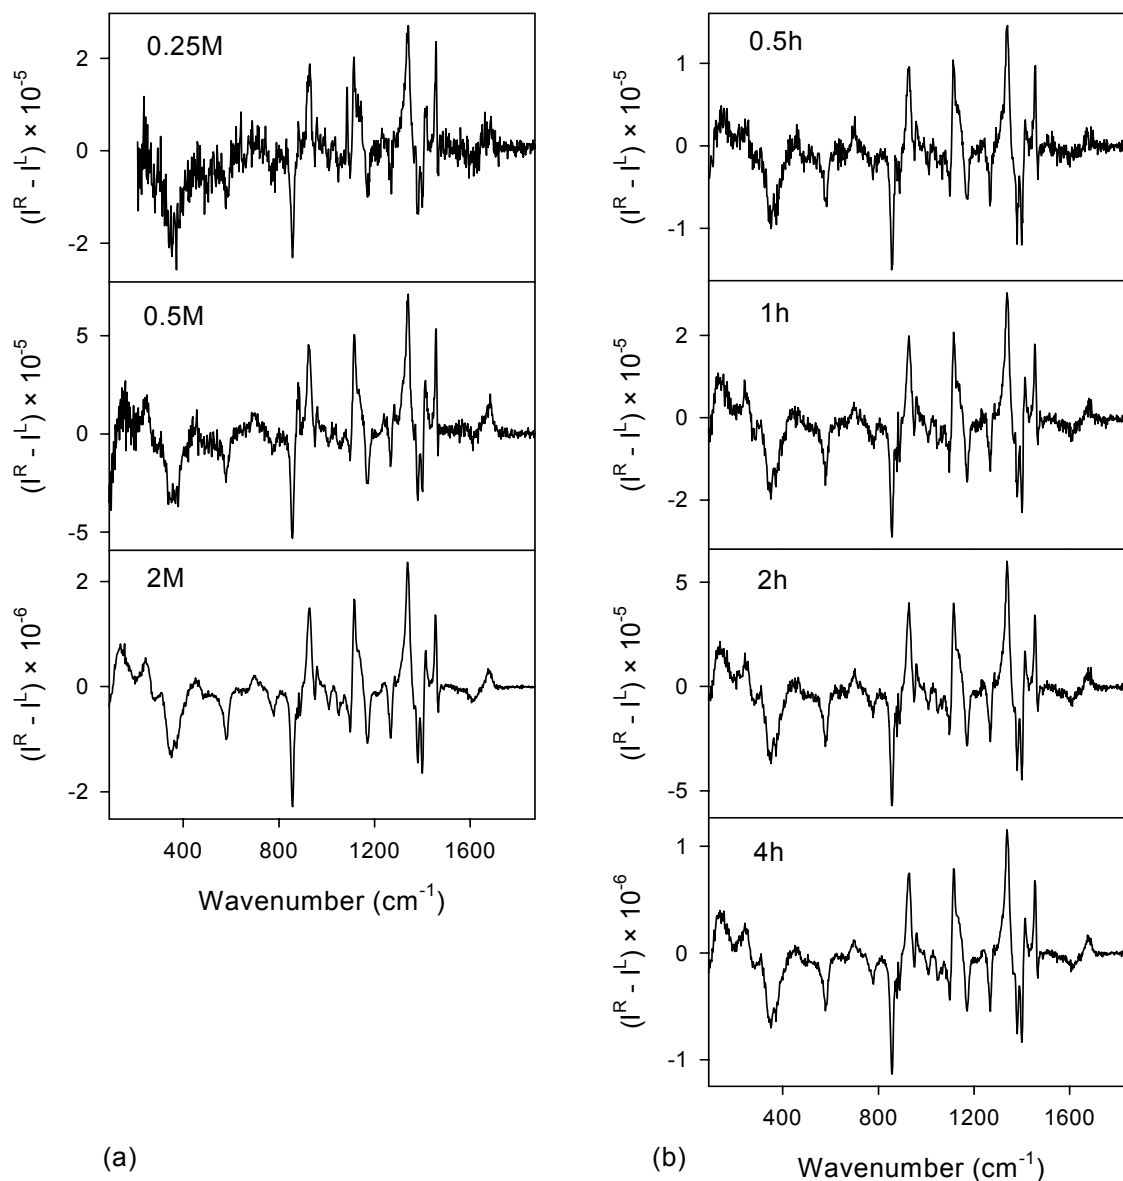 0.25M
2
0
-2
(I^R - I^L) × 10^-5
0.5M
5
0
-5
(I^R - I^L) × 10^-5
2M
2
0
-2
(I^R - I^L) × 10^-6
400 800 1200 1600
Wavenumber (cm^-1)
(a)
0.5h
1
0
-1
(I^R - I^L) × 10^-5
1h
2
0
-2
(I^R - I^L) × 10^-5
2h
5
0
-5
(I^R - I^L) × 10^-5
4h
1
0
-1
(I^R - I^L) × 10^-6
400 800 1200 1600
Wavenumber (cm^-1)
(b)